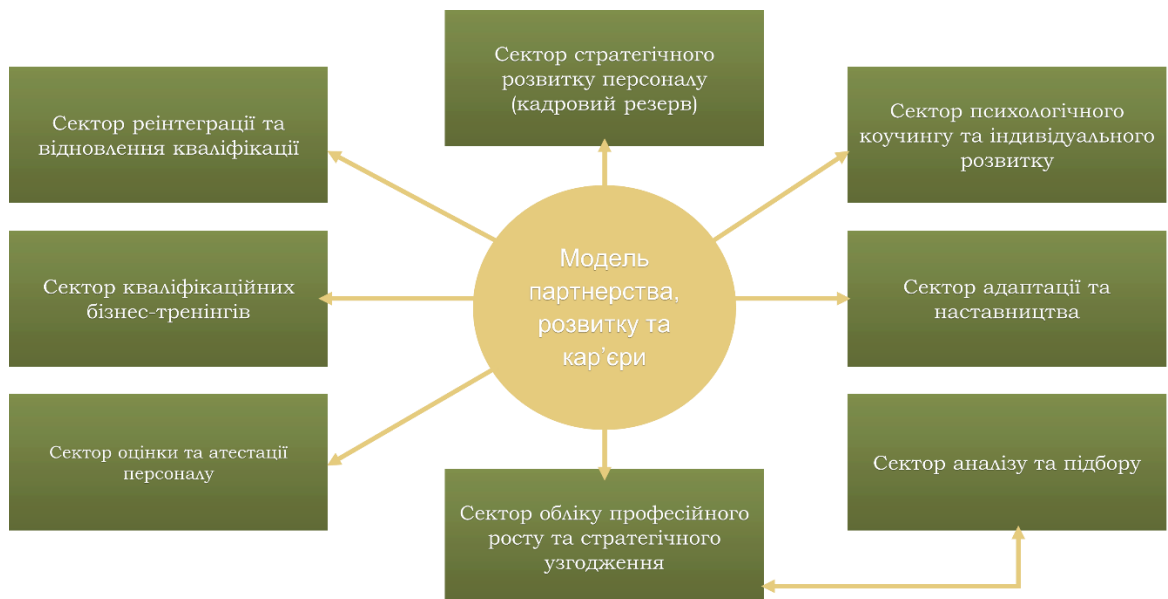 Сектор стратегічного
розвитку персоналу
(кадровий резерв)
Сектор реінтеграції та
відновлення кваліфікації
Сектор психологічного
коучингу та індивідуального
розвитку
Сектор кваліфікаційних
бізнес-тренінгів
Модель
партнерства,
розвитку та
кар’єри
Сектор адаптації та
наставництва
Сектор оцінки та атестації
персоналу
Сектор обліку професійного
росту та стратегічного
узгодження
Сектор аналізу та підбору